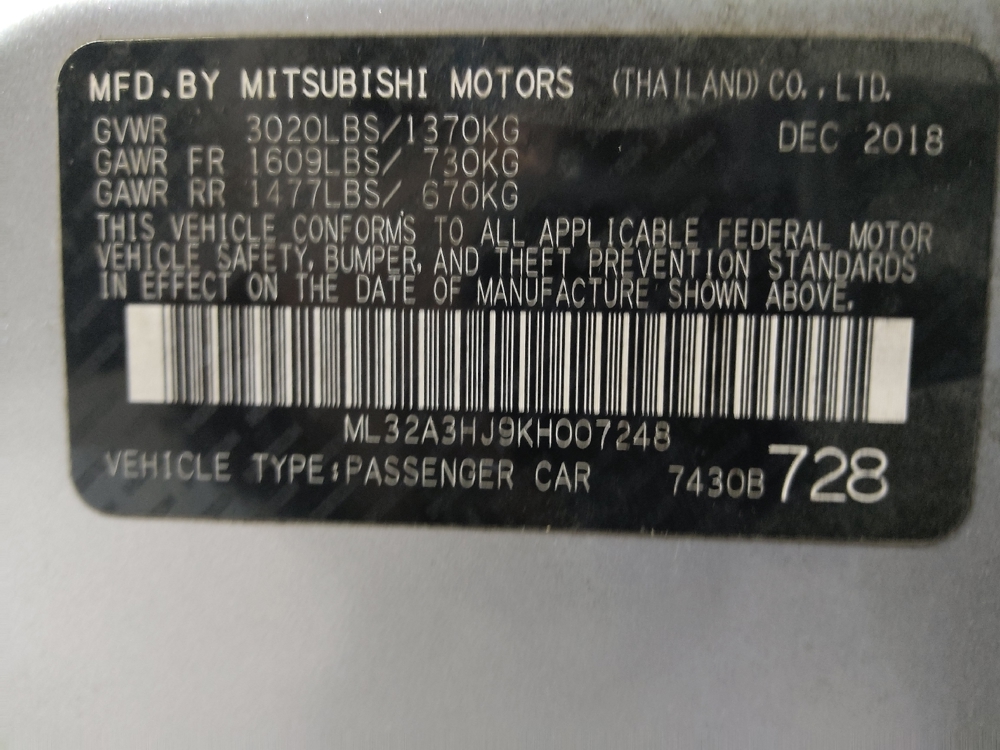 MFD.BY MITSUBISHI MOTORS (THAILAND) CO., LTD.
GVWR 3020LBS/1370KG DEC 2018
GAWR FR 1609LBS/ 730KG
GAWR RR 1477LBS/ 670KG
THIS VEHICLE CONFORMS TO ALL APPLICABLE FEDERAL MOTOR
VEHICLE SAFETY, BUMPER, AND THEFT PREVENTION STANDARDS
IN EFFECT ON THE DATE OF MANUFACTURE SHOWN ABOVE.
ML32A3HJ9KH007248
VEHICLE TYPE:PASSENGER CAR 7430B 728